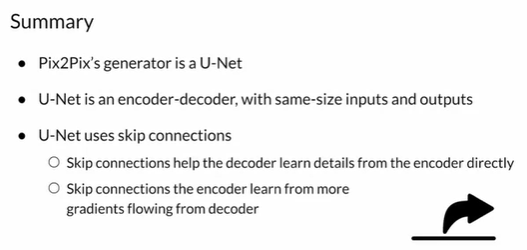 Summary
• Pix2Pix's generator is a U-Net
• U-Net is an encoder-decoder, with same-size inputs and outputs
• U-Net uses skip connections
○ Skip connections help the decoder learn details from the encoder directly
○ Skip connections the encoder learn from more
gradients flowing from decoder